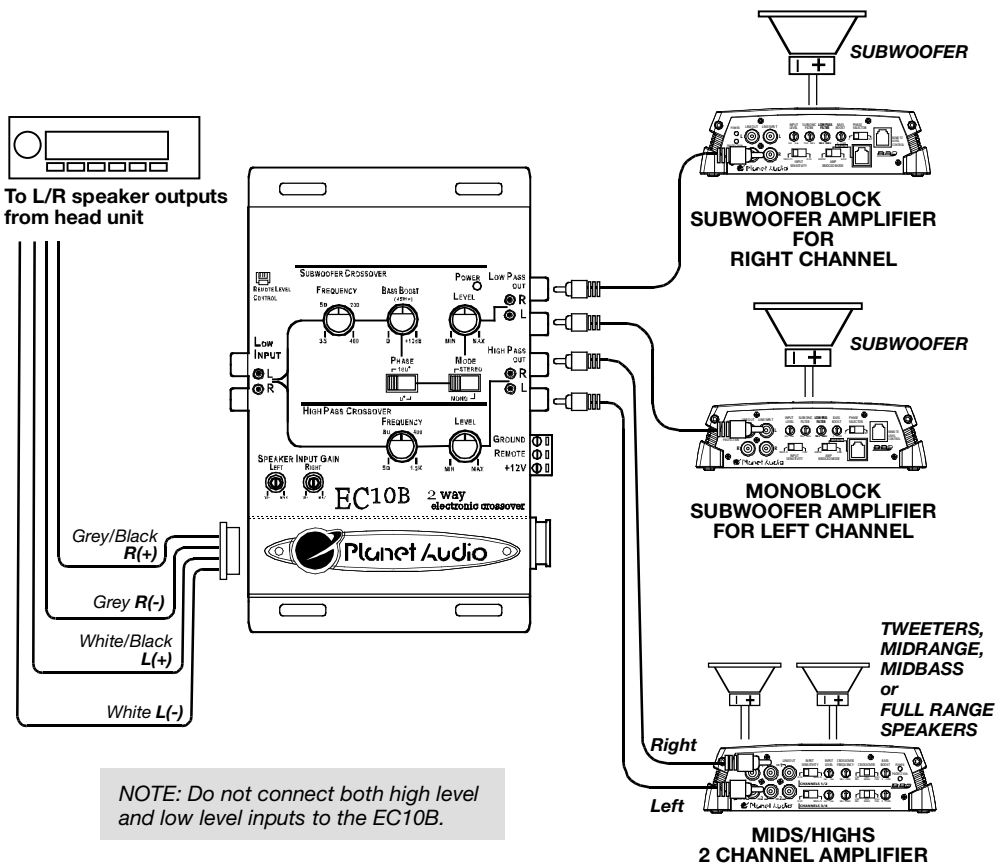 SUBWOOFER
To L/R speaker outputs
from head unit
MONOBLOCK
SUBWOOFER AMPLIFIER
FOR
RIGHT CHANNEL
SUBWOOFER CROSSOVER
REMOTE LEVEL
CONTROL
FREQUENCY
50 200
35 400
BASS BOOST
(45Hz)
0 +12dB
POWER
LEVEL
MIN MAX
LOW PASS
OUT
R
L
LOW
INPUT
L
R
PHASE
180°
0°
MODE
STEREO
MONO
HIGH PASS
OUT
R
L
HIGH PASS CROSSOVER
FREQUENCY
80
50 1.5K
LEVEL
MIN MAX
GROUND
REMOTE
+12V
SPEAKER INPUT GAIN
LEFT RIGHT
EC10B 2 way
electronic crossover
Planet Audio
SUBWOOFER
MONOBLOCK
SUBWOOFER AMPLIFIER
FOR LEFT CHANNEL
Grey/Black
R(+)
Grey R(-)
White/Black
L(+)
White L(-)
TWEETERS,
MIDRANGE,
MIDBASS
or
FULL RANGE
SPEAKERS
Right
Left
MIDS/HIGHS
2 CHANNEL AMPLIFIER
NOTE: Do not connect both high level
and low level inputs to the EC10B.